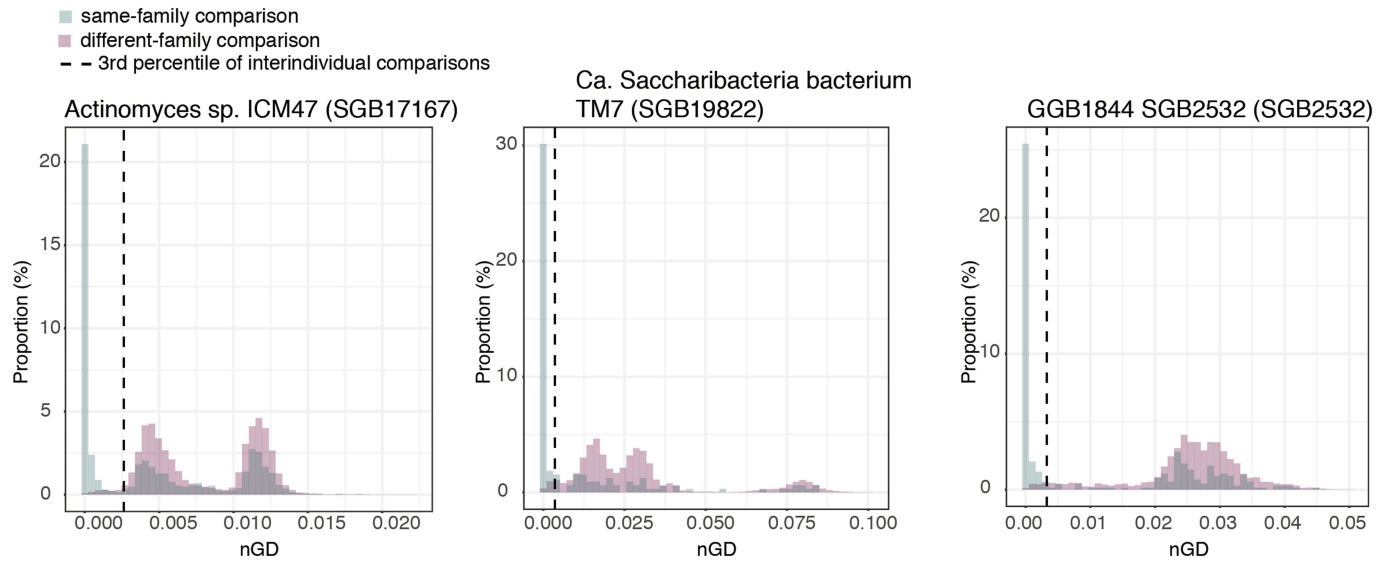 same-family comparison
different-family comparison
3rd percentile of interindividual comparisons
Actinomyces sp. ICM47 (SGB17167)
Proportion (%)
20
15
10
5
0
0.000 0.005 0.010 0.015 0.020
nGD
Ca. Saccharibacteria bacterium
TM7 (SGB19822)
Proportion (%)
30
20
10
0
0.000 0.025 0.050 0.075 0.100
nGD
GGB1844 SGB2532 (SGB2532)
Proportion (%)
20
10
0
0.00 0.01 0.02 0.03 0.04 0.05
nGD